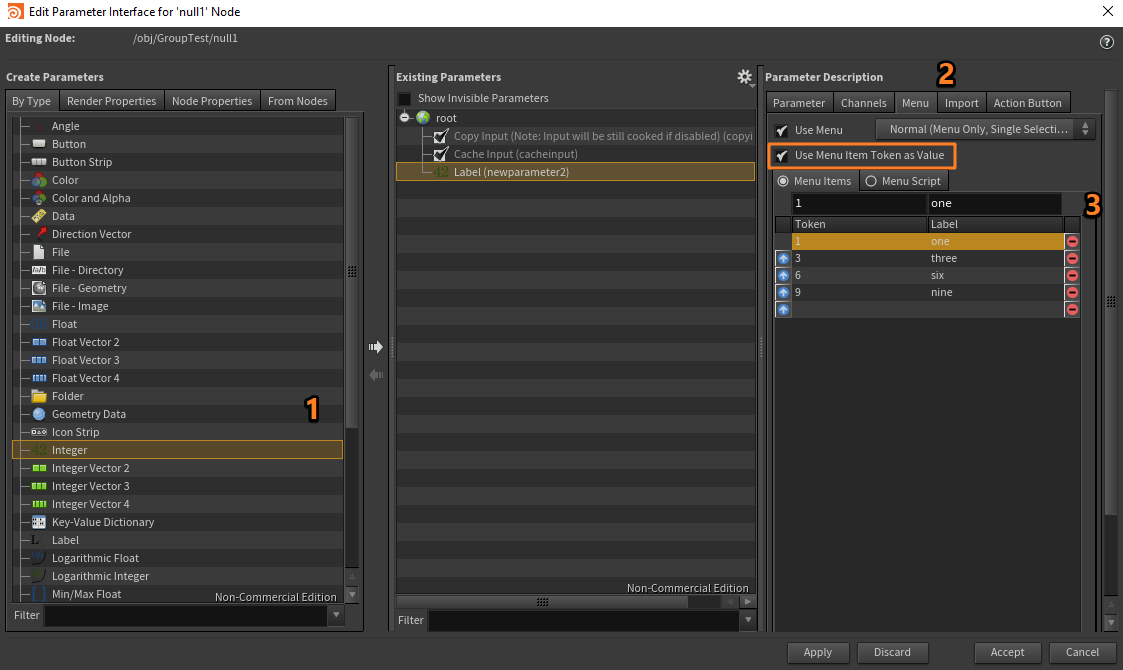 Edit Parameter Interface for 'null1' Node
Editing Node: /obj/GroupTest/null1
Create Parameters
By Type Render Properties Node Properties From Nodes
Angle
Button
Button Strip
Color
Color and Alpha
Data
Direction Vector
File
File - Directory
File - Geometry
File - Image
Float
Float Vector 2
Float Vector 3
Float Vector 4
Folder
Geometry Data
1
Icon Strip
Integer
Integer Vector 2
Integer Vector 3
Integer Vector 4
Key-Value Dictionary
Label
Logarithmic Float
Logarithmic Integer
Min/Max Float
Non-Commercial Edition
Filter
Existing Parameters
Show Invisible Parameters
root
Copy Input (Note: Input will be still cooked if disabled) (copyi
Cache Input (cacheinput)
42 Label (newparameter2)
Non-Commercial Edition
Filter
Parameter Description
2
Parameter Channels Menu Import Action Button
Use Menu Normal (Menu Only, Single Selecti...
Use Menu Item Token as Value
Menu Items Menu Script
1 one
3
Token Label
1 one
3 three
6 six
9 nine
Apply Discard Accept Cancel